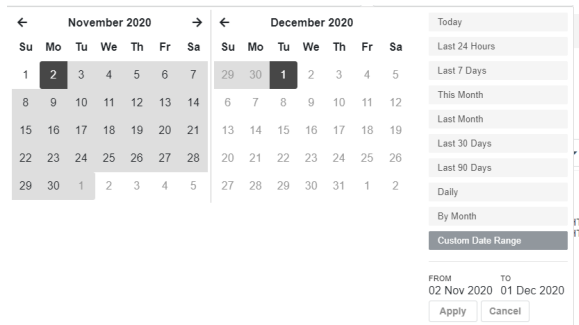 ← November 2020 →
Su Mo Tu We Th Fr Sa
1 2 3 4 5 6 7
8 9 10 11 12 13 14
15 16 17 18 19 20 21
22 23 24 25 26 27 28
29 30 1 2 3 4 5
← December 2020
Su Mo Tu We Th Fr Sa
29 30 1 2 3 4 5
6 7 8 9 10 11 12
13 14 15 16 17 18 19
20 21 22 23 24 25 26
27 28 29 30 31 1 2
Today
Last 24 Hours
Last 7 Days
This Month
Last Month
Last 30 Days
Last 90 Days
Daily
By Month
Custom Date Range
FROM TO
02 Nov 2020 01 Dec 2020
Apply Cancel